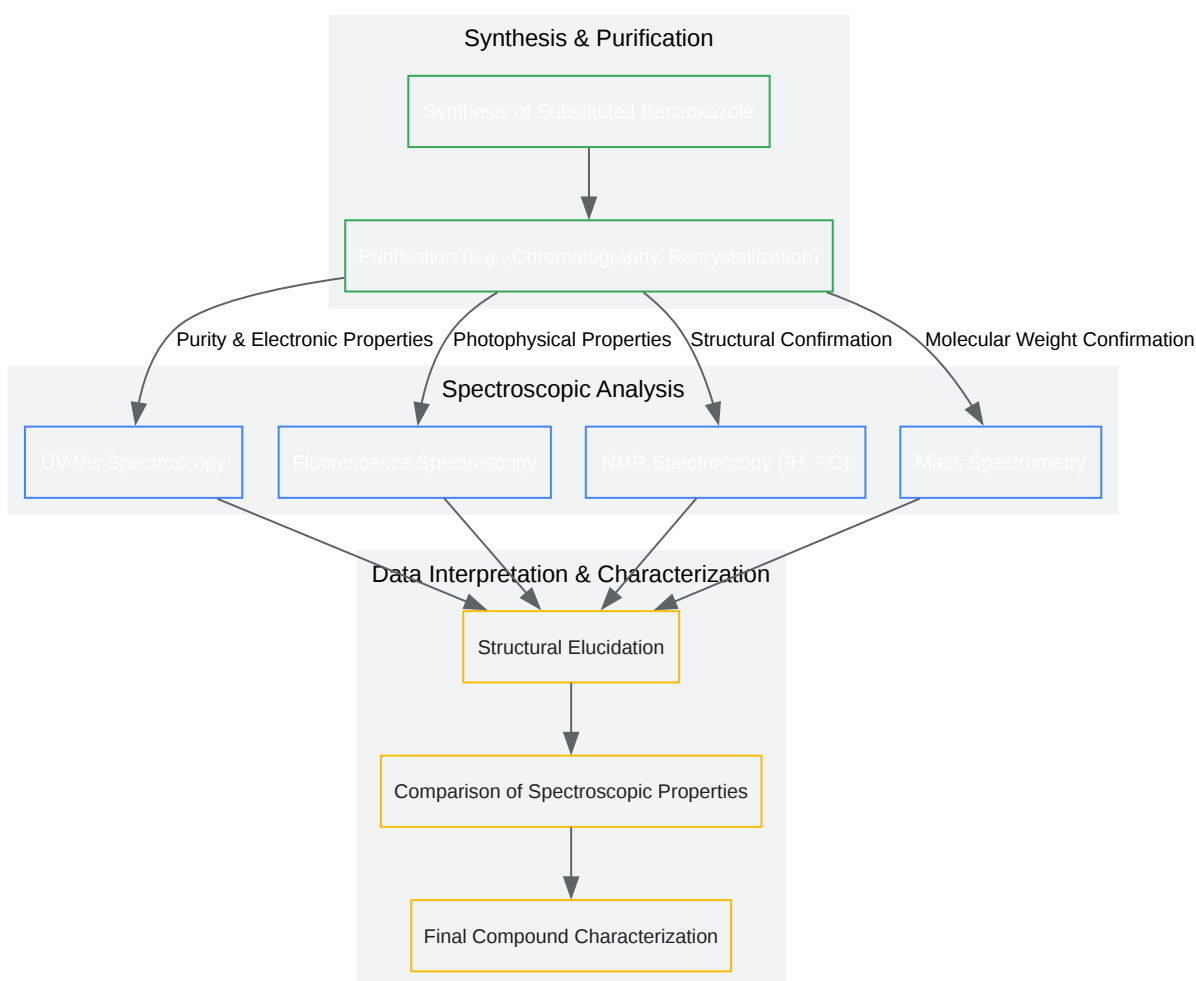 Synthesis & Purification
Synthesis of Substituted Benzoxazole
Purification (e.g., Chromatography, Recrystallization)
Purity & Electronic Properties
Photophysical Properties
Structural Confirmation
Molecular Weight Confirmation
Spectroscopic Analysis
UV-Vis Spectroscopy
Fluorescence Spectroscopy
NMR Spectroscopy (¹H, ¹³C)
Mass Spectrometry
Data Interpretation & Characterization
Structural Elucidation
Comparison of Spectroscopic Properties
Final Compound Characterization